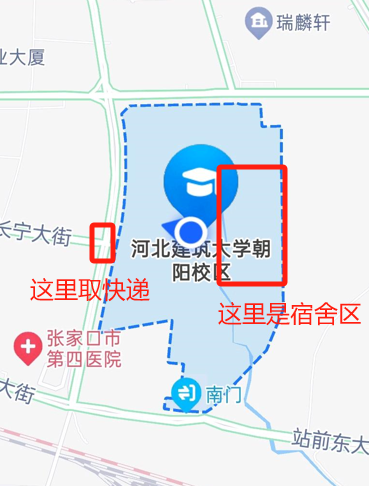 瑞麟轩
业大厦
长宁大街
河北建筑大学朝
阳校区
这里取快递
这里是宿舍区
张家口市
第四医院
南门
大街
站前东大